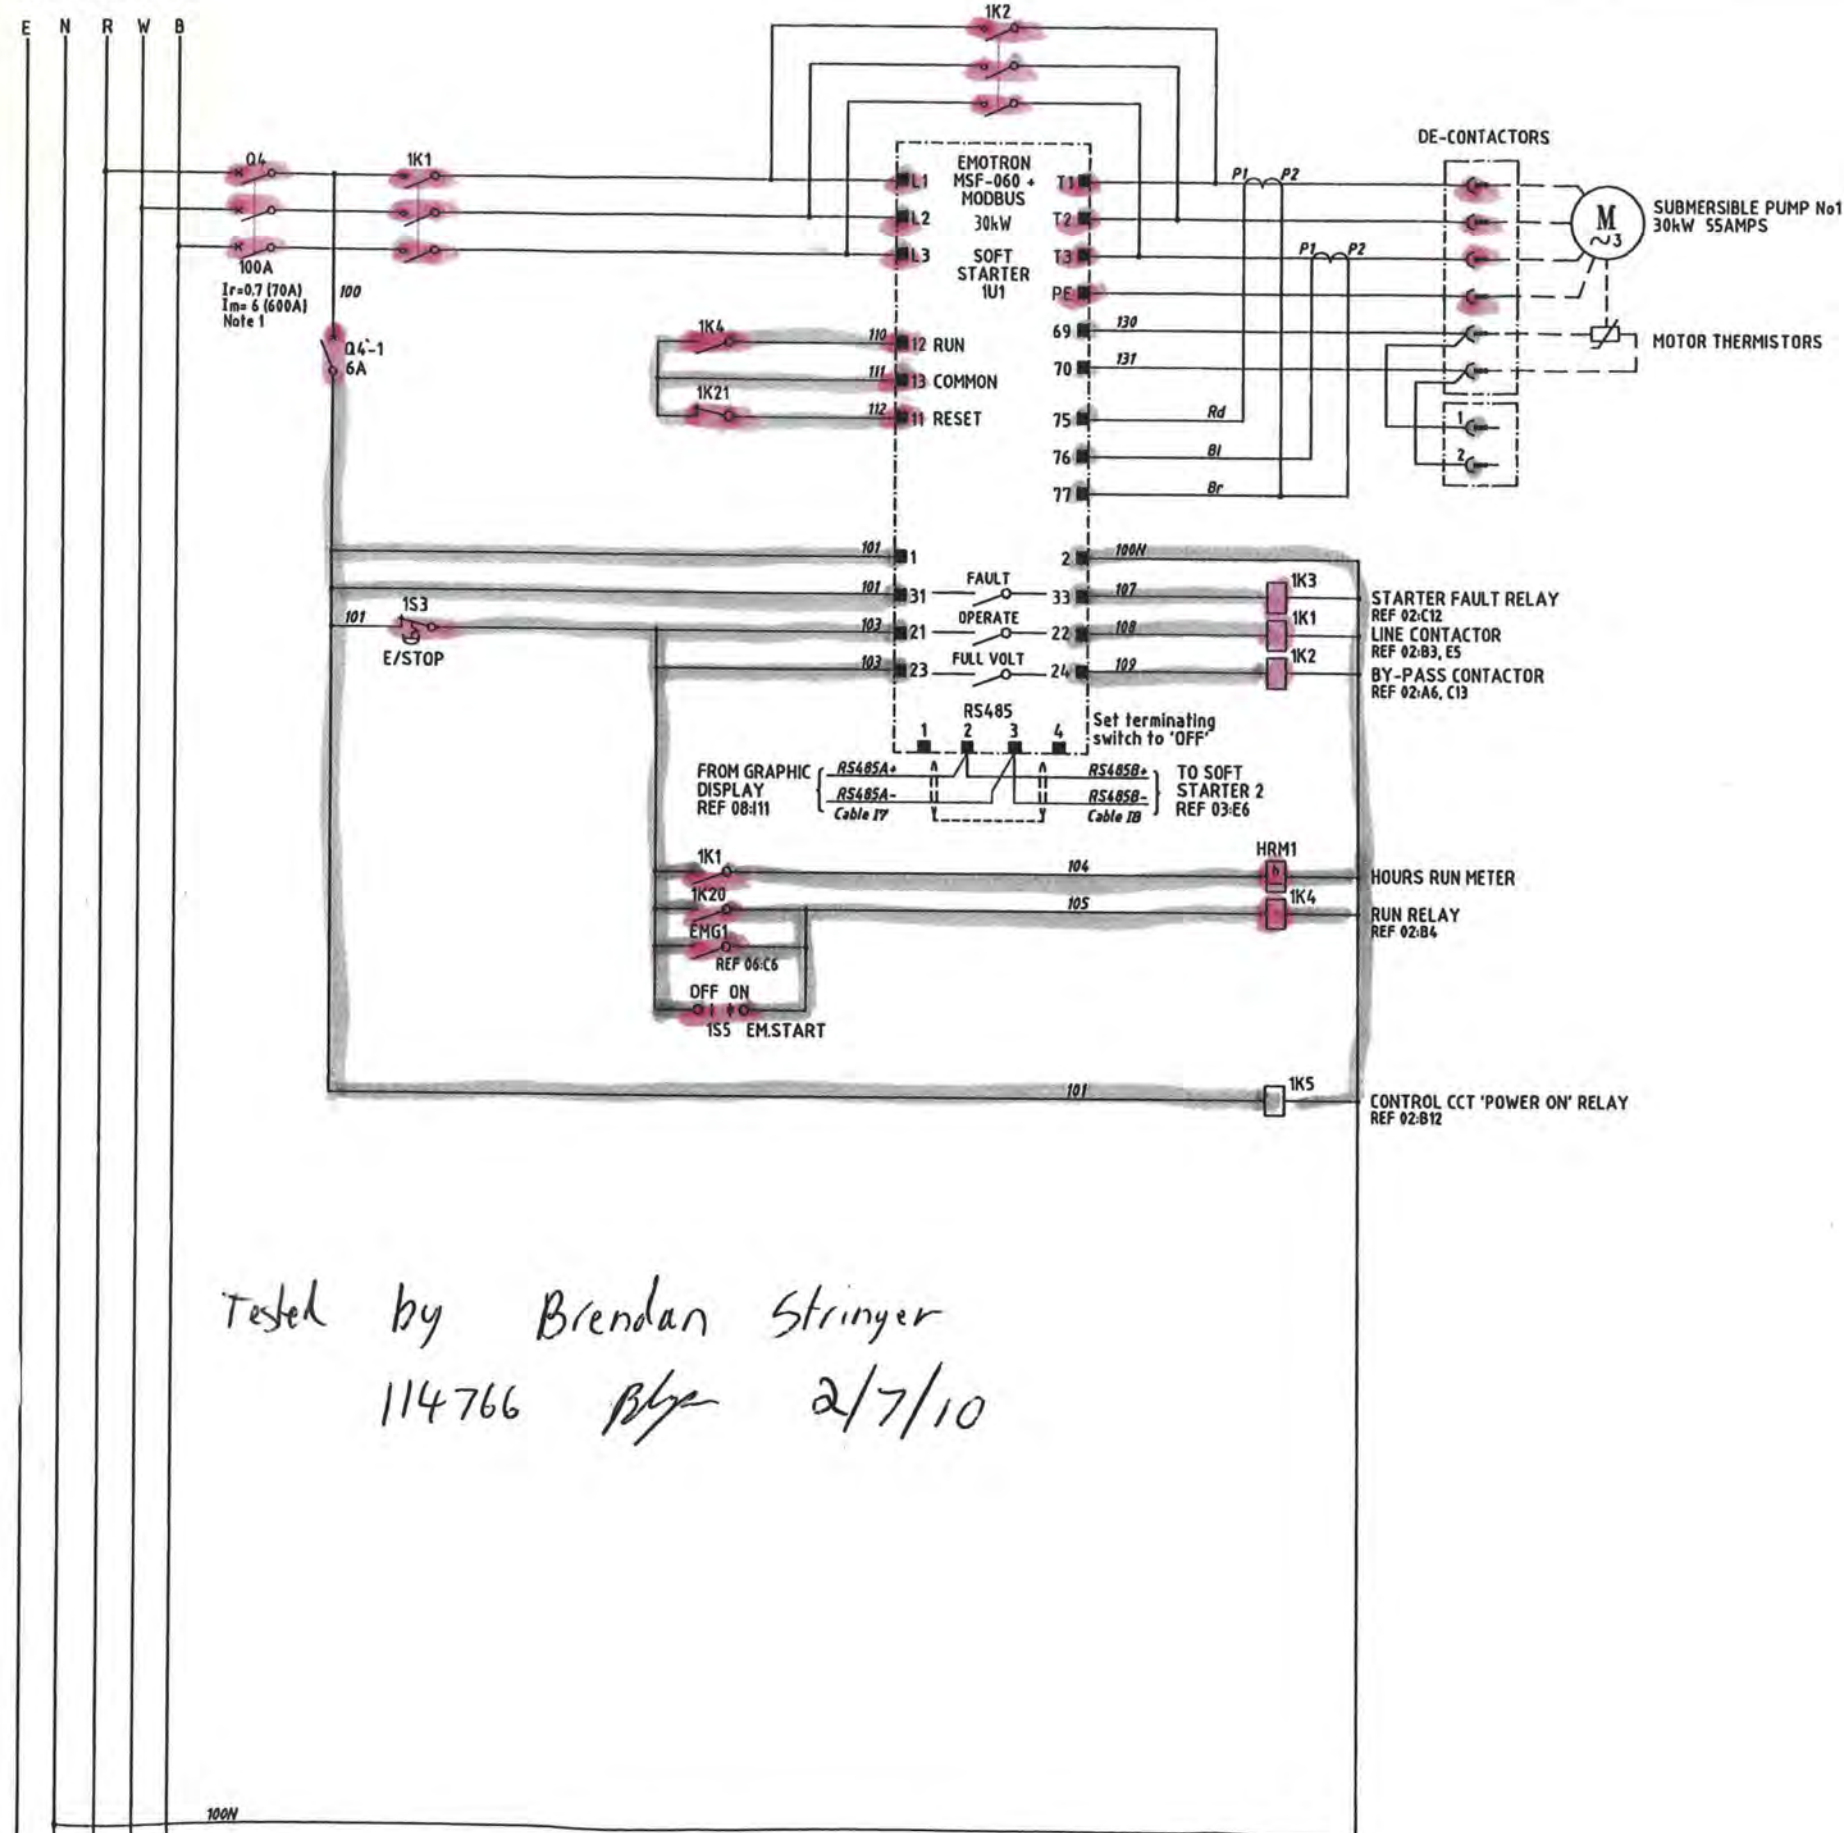 E N R W B
1K2
Q4
1K1
100A
Ir=0.7 (70A)
Im= 6 (600A)
Note 1
100
Q4-1
6A
EMOTRON
MSF-060 +
MODBUS
30kW
SOFT
STARTER
1U1
L1
L2
L3
T1
T2
T3
PE
P1 P2
P1 P2
DE-CONTACTORS
M
~3
SUBMERSIBLE PUMP No1
30kW 55AMPS
MOTOR THERMISTORS
1K4
110
12 RUN
111
13 COMMON
1K21
112
11 RESET
69 130
70 131
75 Rd
76 Bl
77 Br
1
2
101
1
2
100N
101
31
FAULT
33
107
1K3
STARTER FAULT RELAY
REF 02:C12
101
1S3
E/STOP
103
21
OPERATE
22
108
1K1
LINE CONTACTOR
REF 02:B3, E5
103
23
FULL VOLT
24
109
1K2
BY-PASS CONTACTOR
REF 02:A6, C13
RS485
1 2 3 4
Set terminating
switch to 'OFF'
FROM GRAPHIC
DISPLAY
REF 08:I11
RS485A+
RS485A-
Cable 17
RS485B+
RS485B-
Cable 18
TO SOFT
STARTER 2
REF 03:E6
1K1
104
HRM1
h
HOURS RUN METER
1K20
105
1K4
RUN RELAY
REF 02:B4
EMG1
REF 06:C6
OFF ON
1S5 EM.START
101
1K5
CONTROL CCT 'POWER ON' RELAY
REF 02:B12
Tested by Brendan Stringer
114766 2/7/10
100N